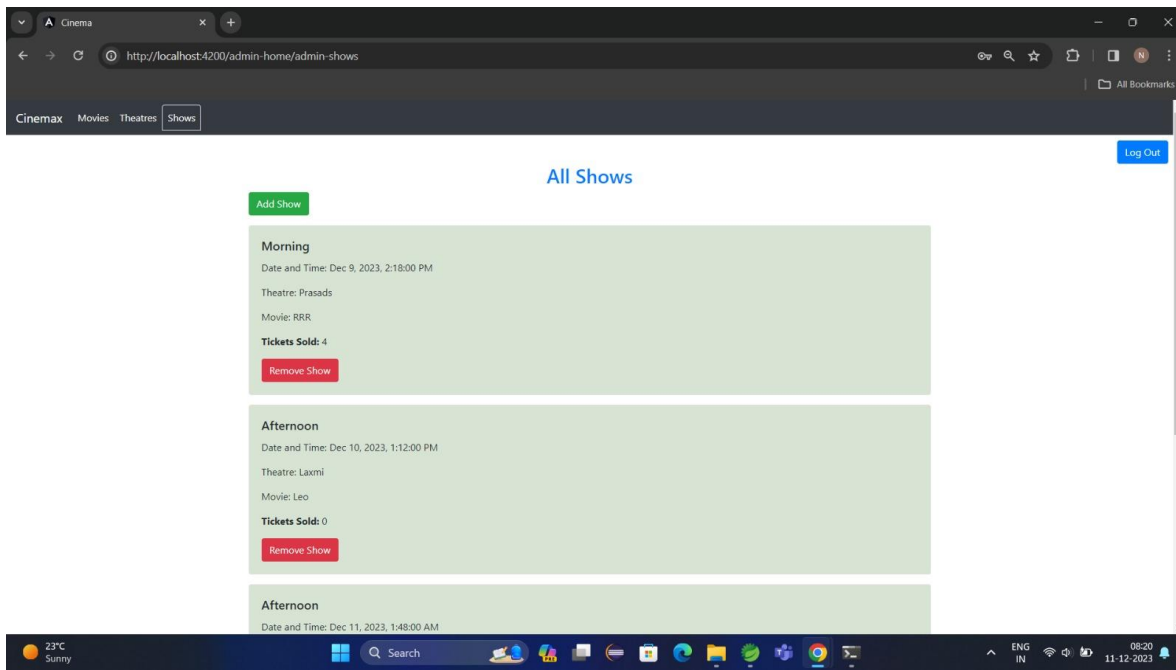 Cinema
http://localhost:4200/admin-home/admin-shows
N
All Bookmarks
Cinemax Movies Theatres Shows
Log Out
All Shows
Add Show
Morning
Date and Time: Dec 9, 2023, 2:18:00 PM
Theatre: Prasads
Movie: RRR
Tickets Sold: 4
Remove Show
Afternoon
Date and Time: Dec 10, 2023, 1:12:00 PM
Theatre: Laxmi
Movie: Leo
Tickets Sold: 0
Remove Show
Afternoon
Date and Time: Dec 11, 2023, 1:48:00 AM
23°C
Sunny
Search
ENG
IN
08:20
11-12-2023